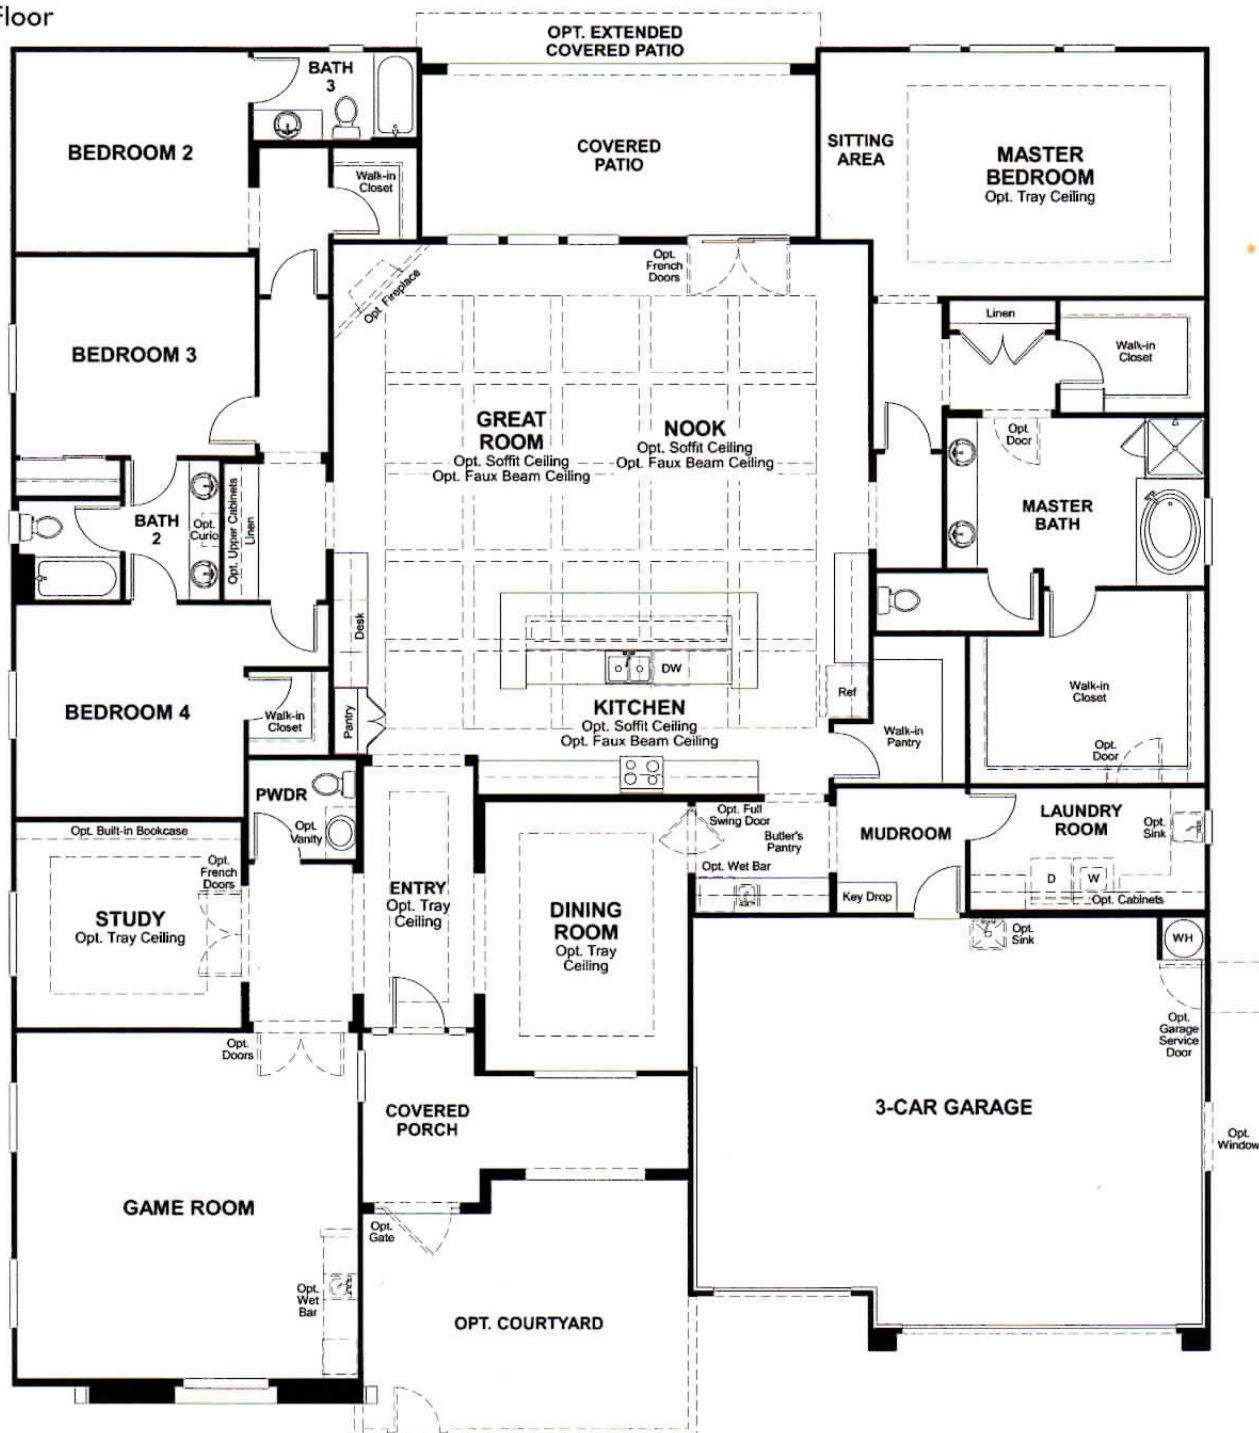 Floor
OPT. EXTENDED
COVERED PATIO
BATH
3
BEDROOM 2
COVERED
PATIO
SITTING
AREA
MASTER
BEDROOM
Opt. Tray Ceiling
Walk-in
Closet
Opt.
French
Doors
Opt. Fireplace
Linen
Walk-in
Closet
BEDROOM 3
GREAT
ROOM
Opt. Soffit Ceiling
Opt. Faux Beam Ceiling
NOOK
Opt. Soffit Ceiling
Opt. Faux Beam Ceiling
Opt.
Door
MASTER
BATH
BATH
2
Opt.
Curio
Opt. Upper Cabinets
Linen
Desk
DW
Ref
Pantry
KITCHEN
Opt. Soffit Ceiling
Opt. Faux Beam Ceiling
Walk-in
Pantry
Walk-in
Closet
Opt.
Door
BEDROOM 4
Walk-in
Closet
PWDR
Opt.
Vanity
Opt. Built-in Bookcase
Opt.
French
Doors
STUDY
Opt. Tray Ceiling
ENTRY
Opt. Tray
Ceiling
DINING
ROOM
Opt. Tray
Ceiling
Opt. Full
Swing Door
Butler's
Pantry
Opt. Wet Bar
MUDROOM
Key Drop
LAUNDRY
ROOM
Opt.
Sink
D
W
Opt. Cabinets
Opt.
Sink
WH
Opt.
Garage
Service
Door
Opt.
Doors
COVERED
PORCH
3-CAR GARAGE
Opt.
Window
GAME ROOM
Opt.
Gate
Opt.
Wet
Bar
OPT. COURTYARD